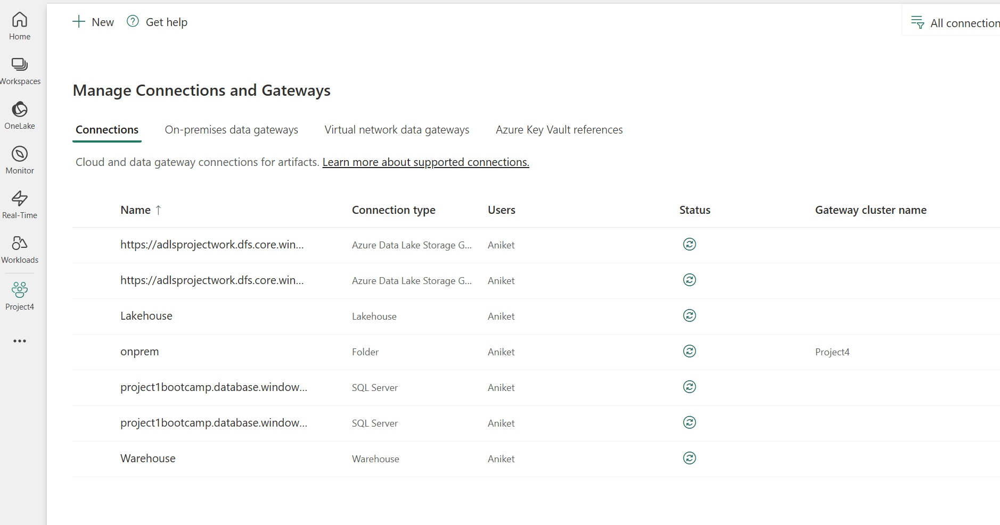 Home
Workspaces
OneLake
Monitor
Real-Time
Workloads
Project4
New
Get help
All connection
Manage Connections and Gateways
Connections
On-premises data gateways
Virtual network data gateways
Azure Key Vault references
Cloud and data gateway connections for artifacts. Learn more about supported connections.
Name ↑ Connection type Users Status Gateway cluster name
https://adlsprojectwork.dfs.core.win... Azure Data Lake Storage G... Aniket
https://adlsprojectwork.dfs.core.win... Azure Data Lake Storage G... Aniket
Lakehouse Lakehouse Aniket
onprem Folder Aniket Project4
project1bootcamp.database.window... SQL Server Aniket
project1bootcamp.database.window... SQL Server Aniket
Warehouse Warehouse Aniket